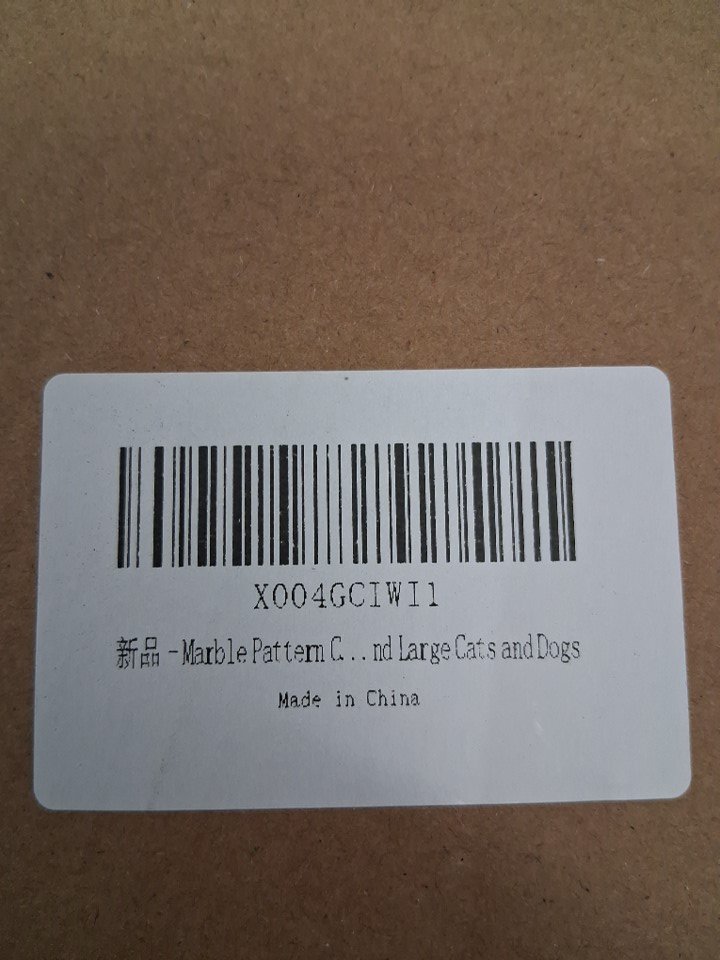 X004GCIWI1
新品 - Marble Pattern C...nd Large Cats and Dogs
Made in China